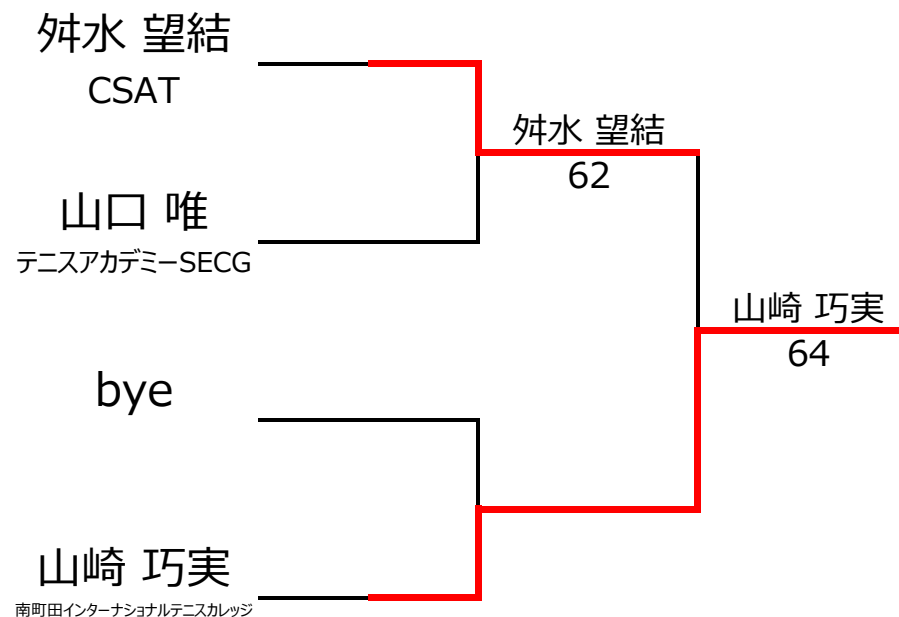 舛水 望結
CSAT
舛水 望結
62
山口 唯
テニスアカデミーSECG
山崎 巧実
64
bye
山崎 巧実
南町田インターナショナルテニスカレッジ